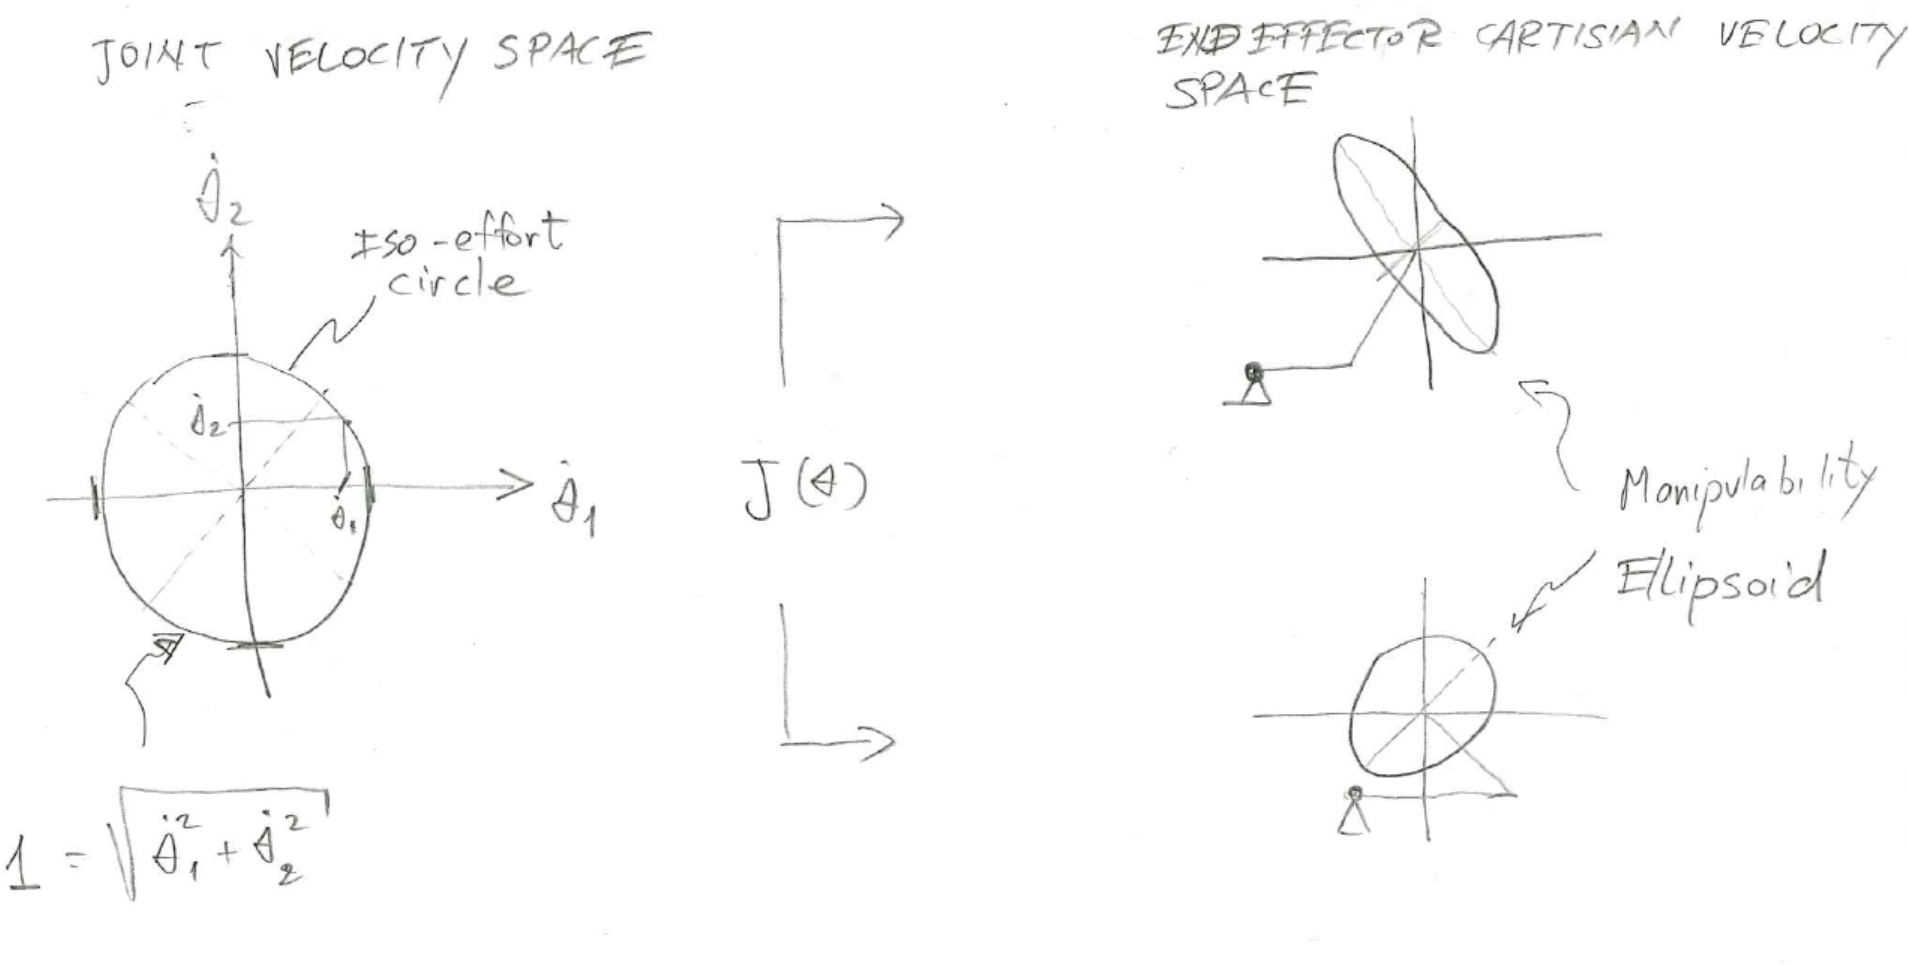 JOINT VELOCITY SPACE
END EFFECTOR CARTISIAN VELOCITY
SPACE
θ̇₂
Iso-effort
circle
θ̇₂
θ̇₁
θ̇₁
J(θ)
Manipulability
Ellipsoid
1 = √(θ̇₁² + θ̇₂²)